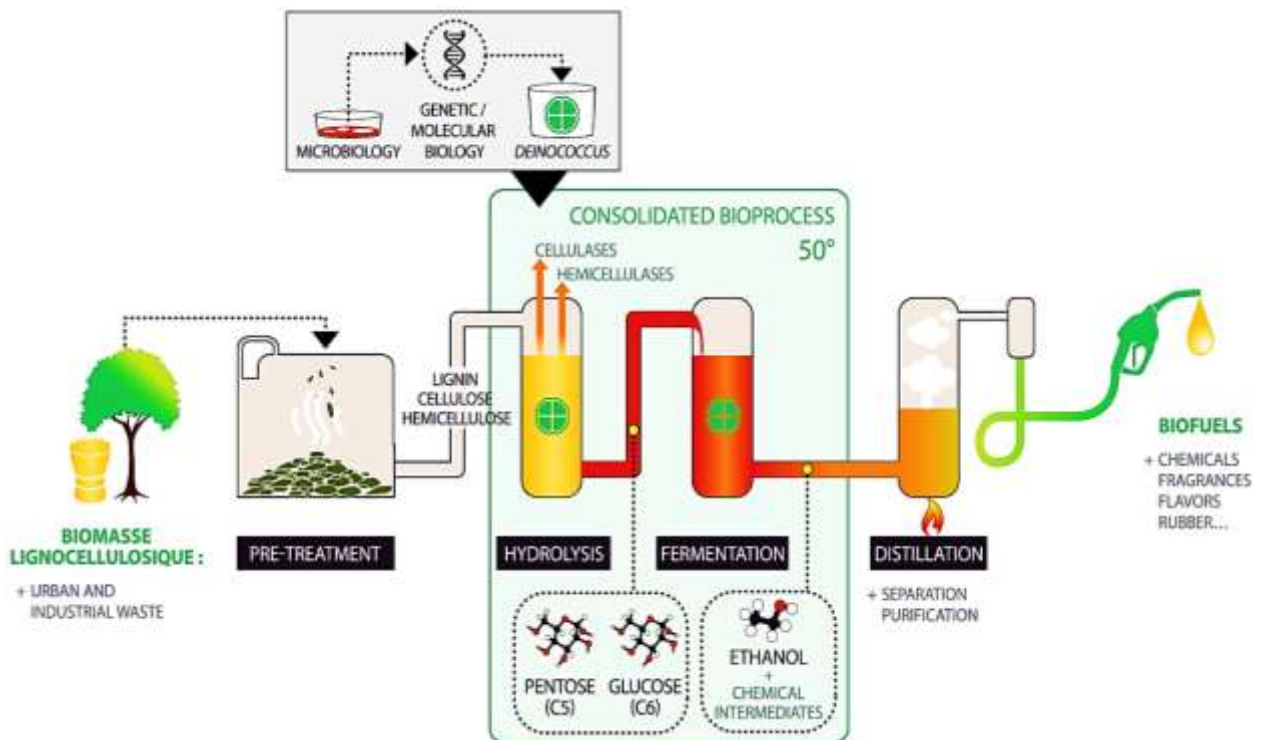 MICROBIOLOGY
GENETIC /
MOLECULAR
BIOLOGY
DEINOCOCCUS
CONSOLIDATED BIOPROCESS
50°
CELLULASES
HEMICELLULASES
LIGNIN
CELLULOSE
HEMICELLULOSE
BIOMASSE
LIGNOCELLULOSIQUE :
+ URBAN AND
INDUSTRIAL WASTE
PRE-TREATMENT
HYDROLYSIS
FERMENTATION
DISTILLATION
+ SEPARATION
PURIFICATION
PENTOSE
(C5)
GLUCOSE
(C6)
ETHANOL
+
CHEMICAL
INTERMEDIATES
BIOFUELS
+ CHEMICALS
FRAGRANCES
FLAVORS
RUBBER...